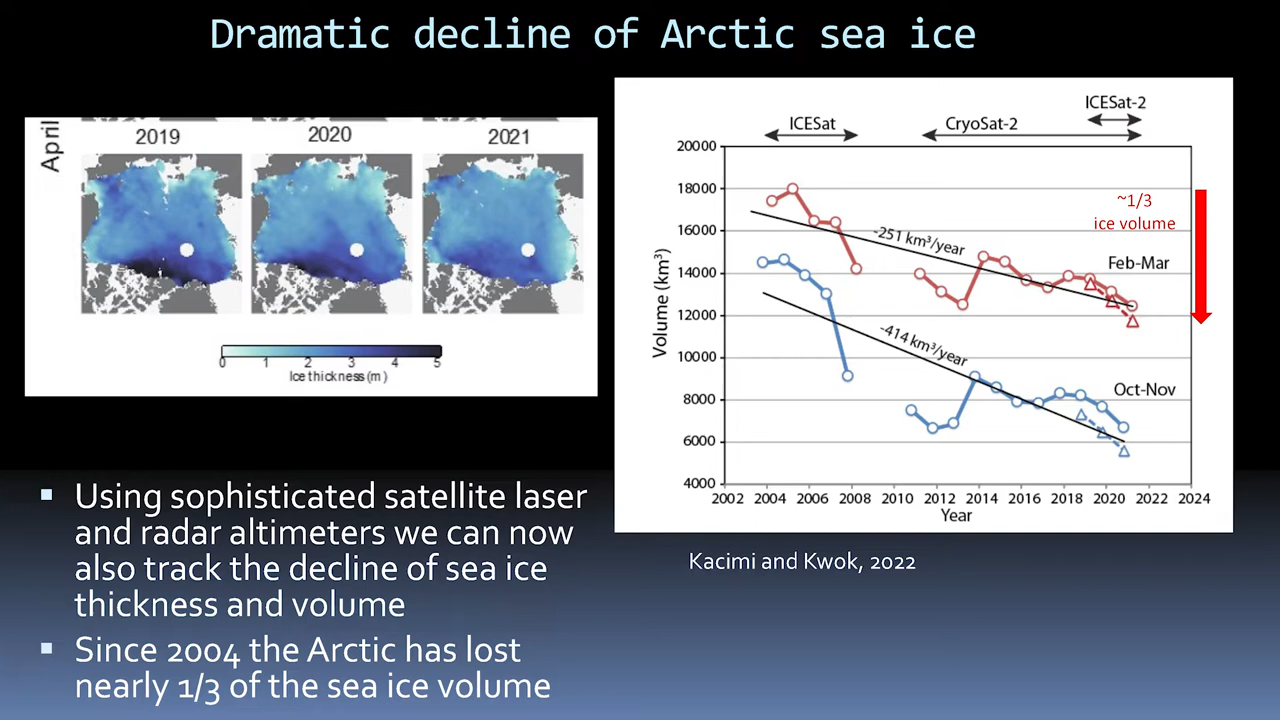 Dramatic decline of Arctic sea ice
April
2019 2020 2021
0 1 2 3 4 5
Ice thickness (m)
ICESat-2
ICESat CryoSat-2
20000
18000
16000
14000
12000
10000
8000
6000
4000
Volume (km³)
2002 2004 2006 2008 2010 2012 2014 2016 2018 2020 2022 2024
Year
-251 km³/year
-414 km³/year
~1/3
ice volume
Feb-Mar
Oct-Nov
Kacimi and Kwok, 2022
▪ Using sophisticated satellite laser
and radar altimeters we can now
also track the decline of sea ice
thickness and volume
▪ Since 2004 the Arctic has lost
nearly 1/3 of the sea ice volume